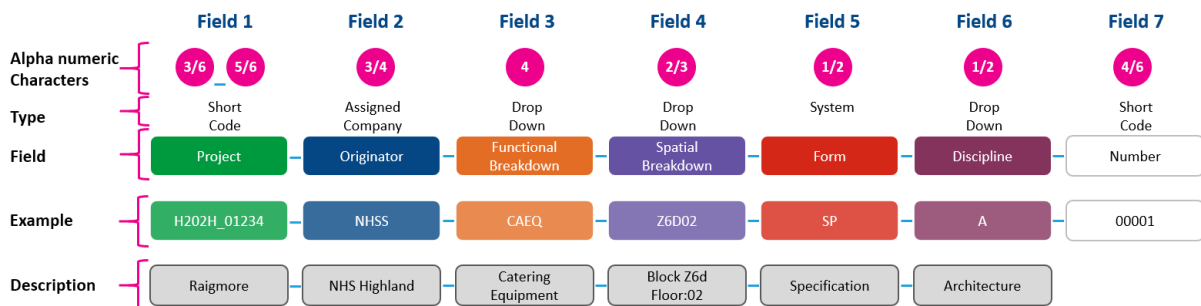 Field 1 Field 2 Field 3 Field 4 Field 5 Field 6 Field 7
Alpha numeric
Characters
3/6 _ 5/6 3/4 4 2/3 1/2 1/2 4/6
Type
Short
Code
Assigned
Company
Drop
Down
Drop
Down
System
Drop
Down
Short
Code
Field
Project
Originator
Functional
Breakdown
Spatial
Breakdown
Form
Discipline
Number
Example
H202H_01234
NHSS
CAEQ
Z6D02
SP
A
00001
Description
Raigmore
NHS Highland
Catering
Equipment
Block Z6d
Floor:02
Specification
Architecture